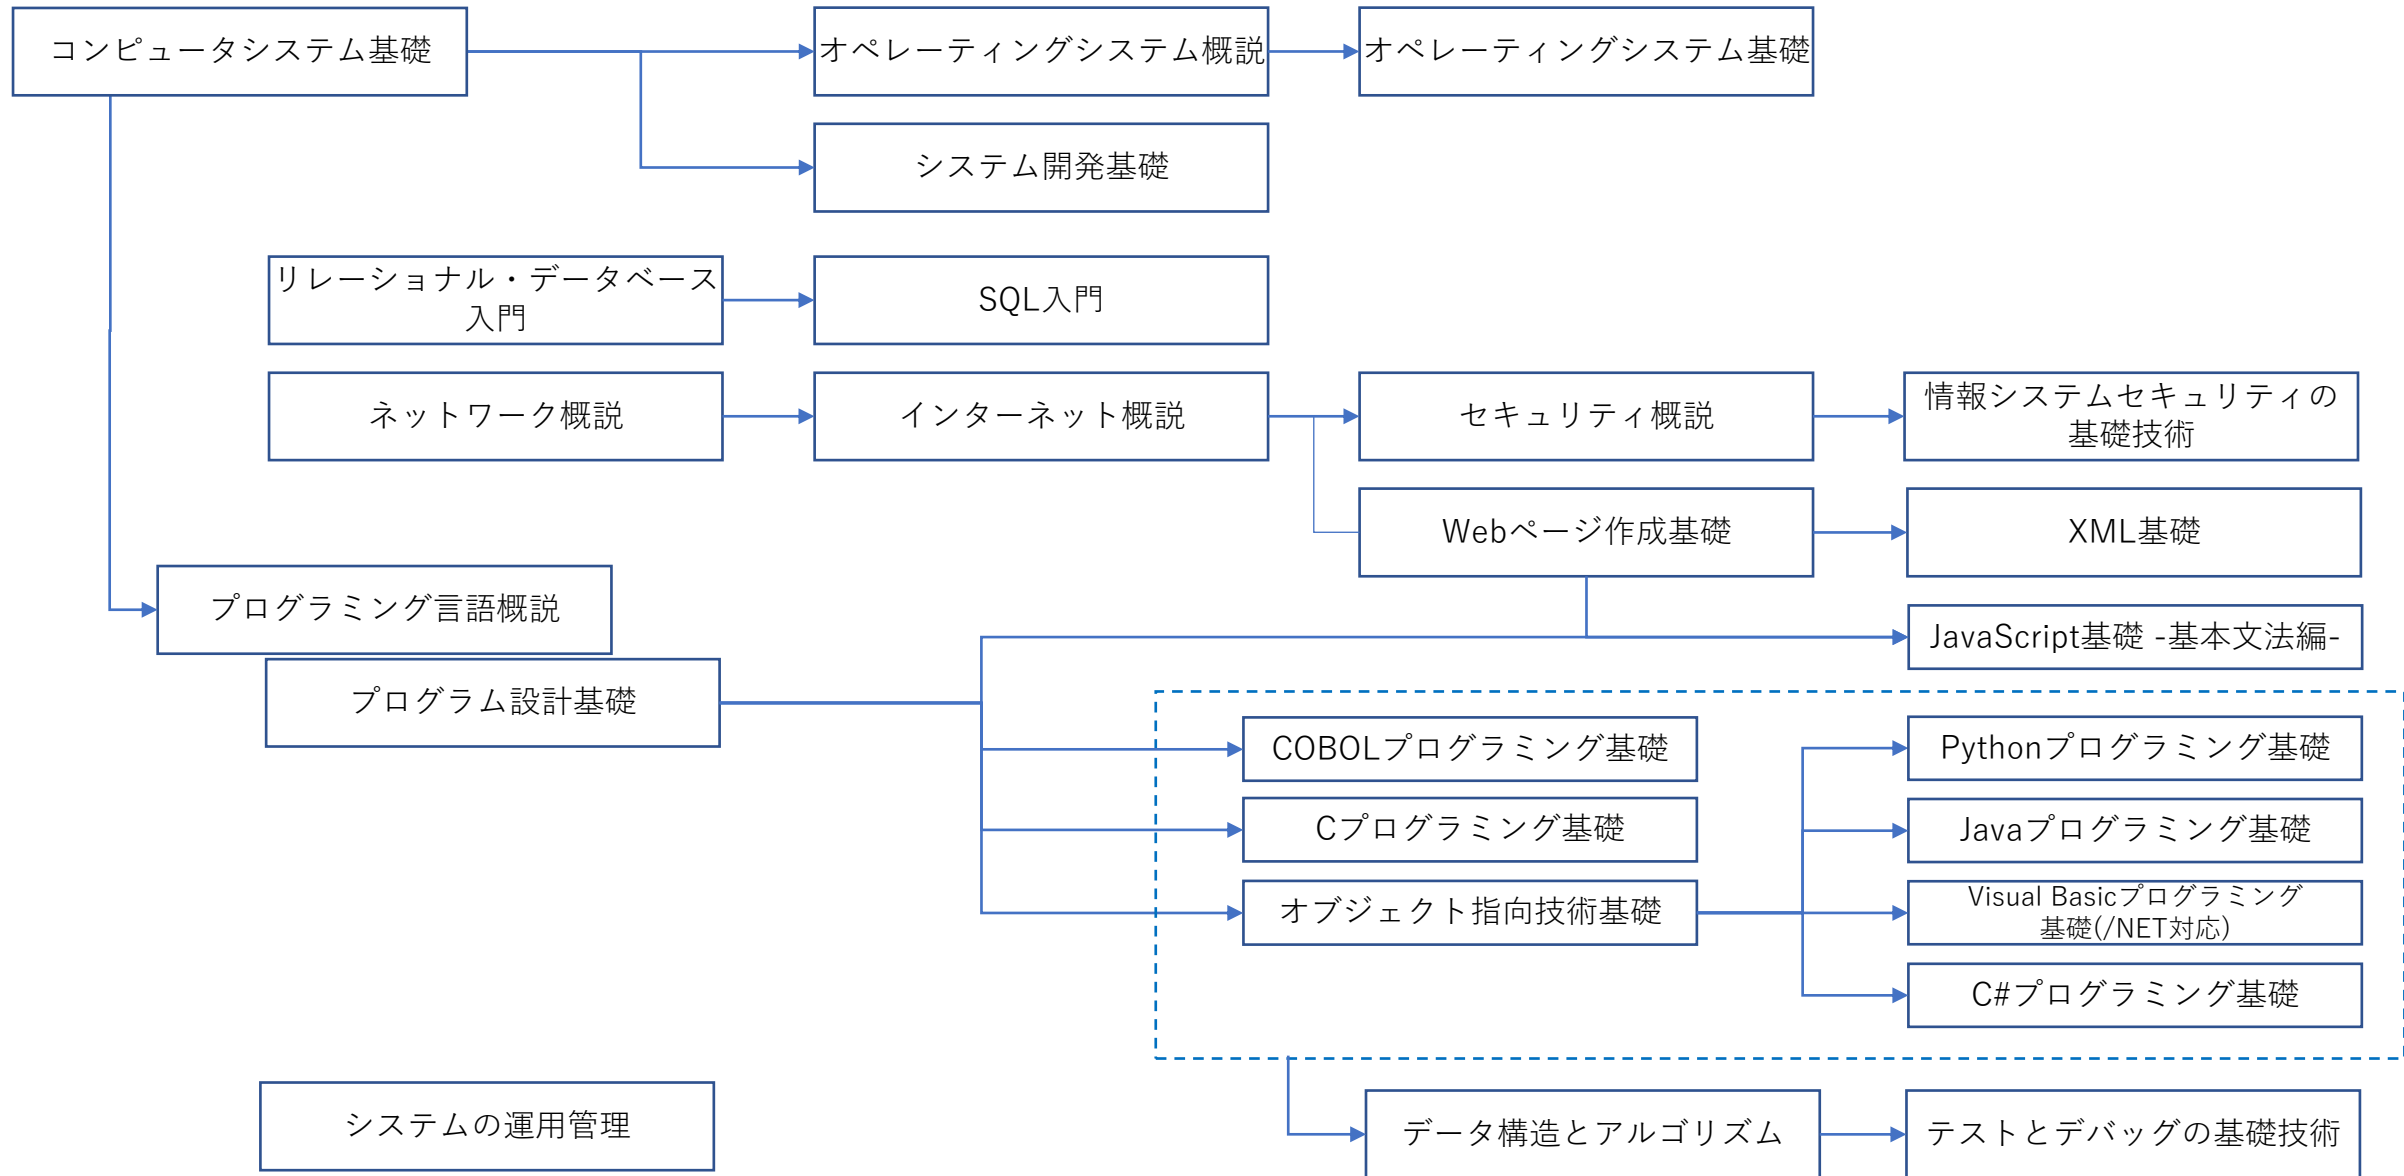 コンピュータシステム基礎
オペレーティングシステム概説
オペレーティングシステム基礎
システム開発基礎
リレーショナル・データベース
入門
SQL入門
ネットワーク概説
インターネット概説
セキュリティ概説
情報システムセキュリティの
基礎技術
Webページ作成基礎
XML基礎
プログラミング言語概説
JavaScript基礎 -基本文法編-
プログラム設計基礎
COBOLプログラミング基礎
Pythonプログラミング基礎
Cプログラミング基礎
Javaプログラミング基礎
オブジェクト指向技術基礎
Visual Basicプログラミング
基礎(/NET対応)
C#プログラミング基礎
システムの運用管理
データ構造とアルゴリズム
テストとデバッグの基礎技術